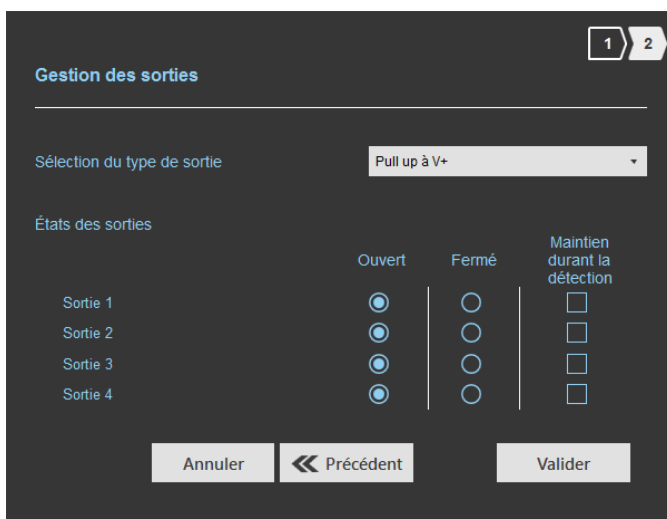 1 2
Gestion des sorties
Sélection du type de sortie Pull up à V+
États des sorties
Ouvert Fermé Maintien durant la détection
Sortie 1
Sortie 2
Sortie 3
Sortie 4
Annuler Précédent Valider